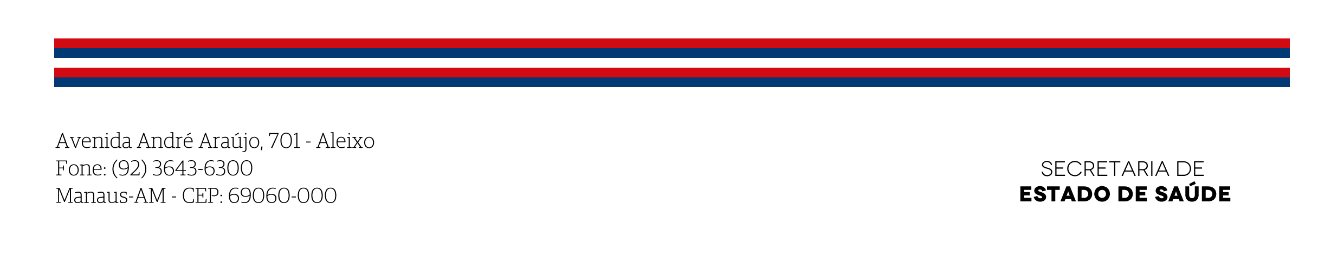 Avenida André Araújo, 701 - Aleixo
Fone: (92) 3643-6300
Manaus-AM - CEP: 69060-000
SECRETARIA DE
ESTADO DE SAÚDE